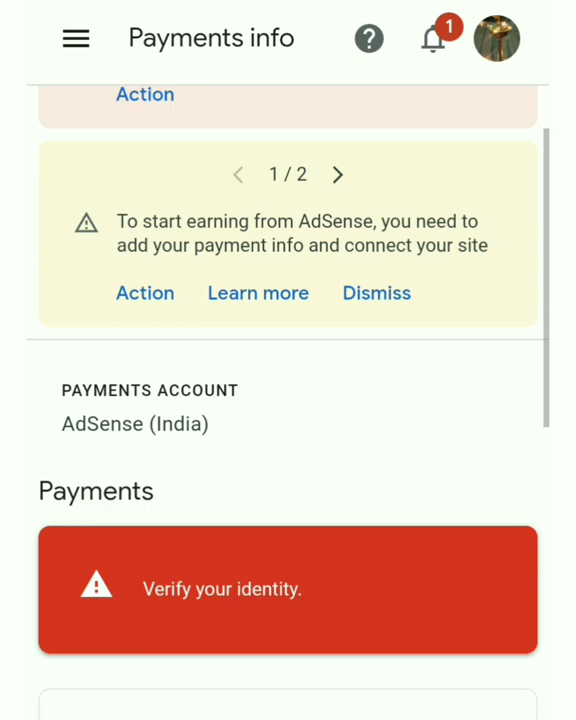 Payments info
1
Action
1 / 2
To start earning from AdSense, you need to
add your payment info and connect your site
Action Learn more Dismiss
PAYMENTS ACCOUNT
AdSense (India)
Payments
Verify your identity.